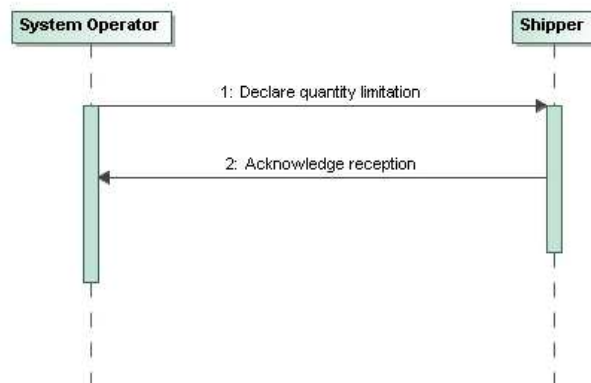 System Operator
Shipper
1: Declare quantity limitation
2: Acknowledge reception